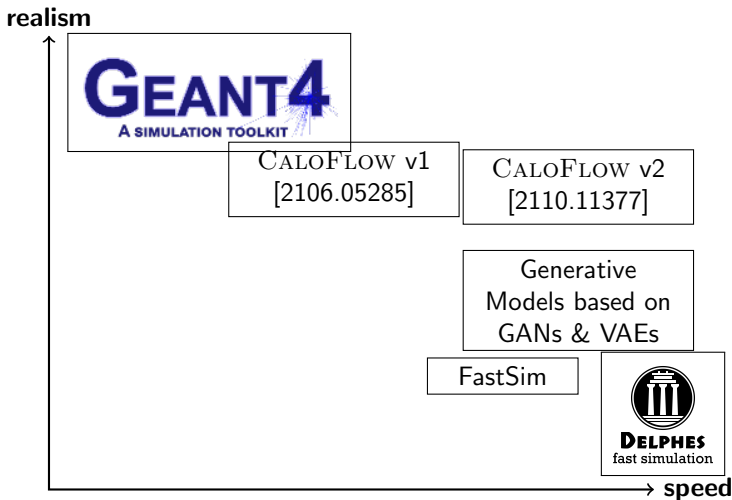 realism
GEANT4
A SIMULATION TOOLKIT
CALOFLOW v1
[2106.05285]
CALOFLOW v2
[2110.11377]
Generative
Models based on
GANs & VAEs
FastSim
DELPHES
fast simulation
speed